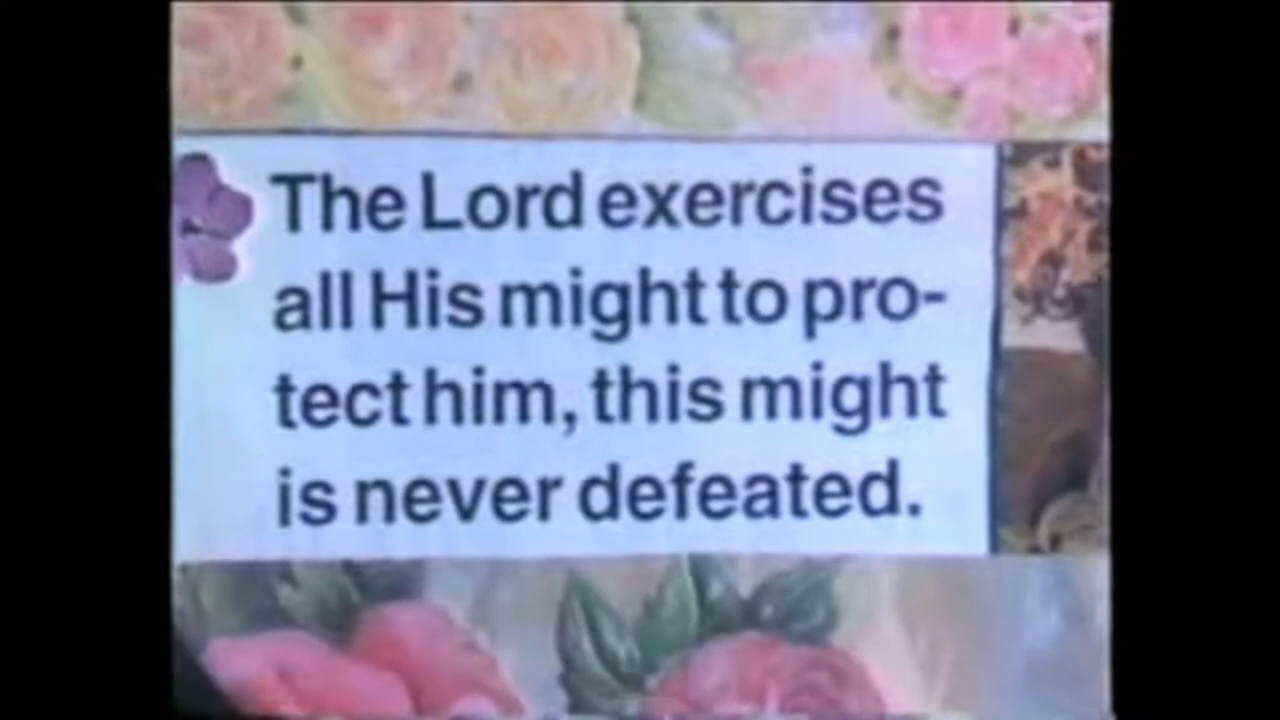 The Lord exercises
all His might to pro-
tect him, this might
is never defeated.